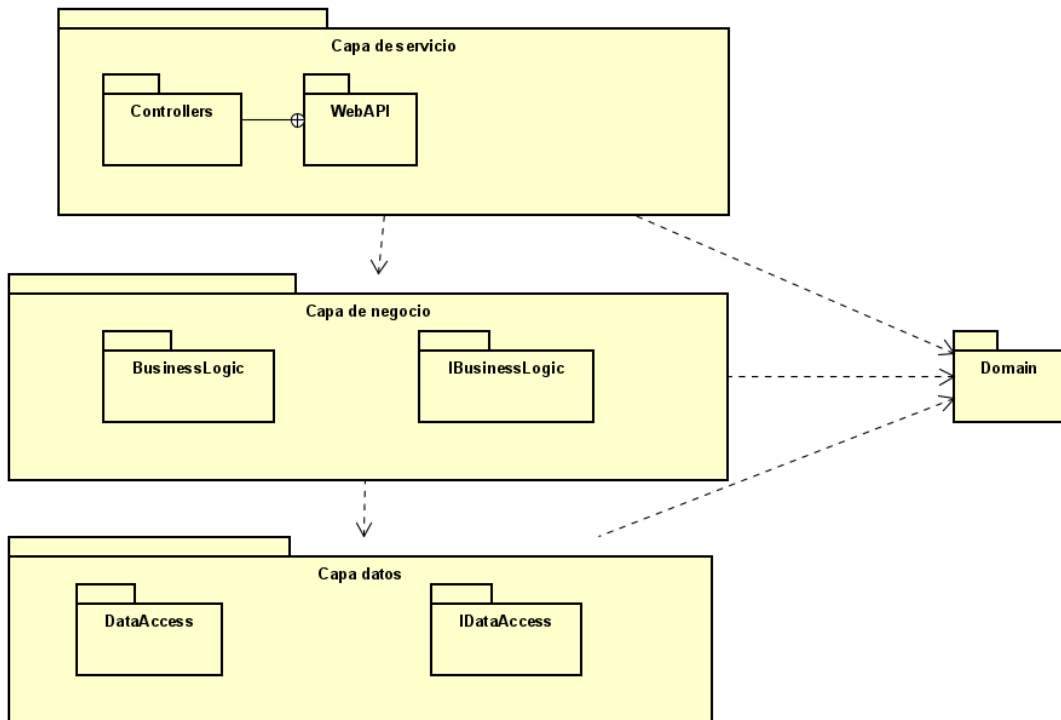 Capa de servicio
Controllers
WebAPI
Capa de negocio
BusinessLogic
IBusinessLogic
Domain
Capa datos
DataAccess
IDataAccess